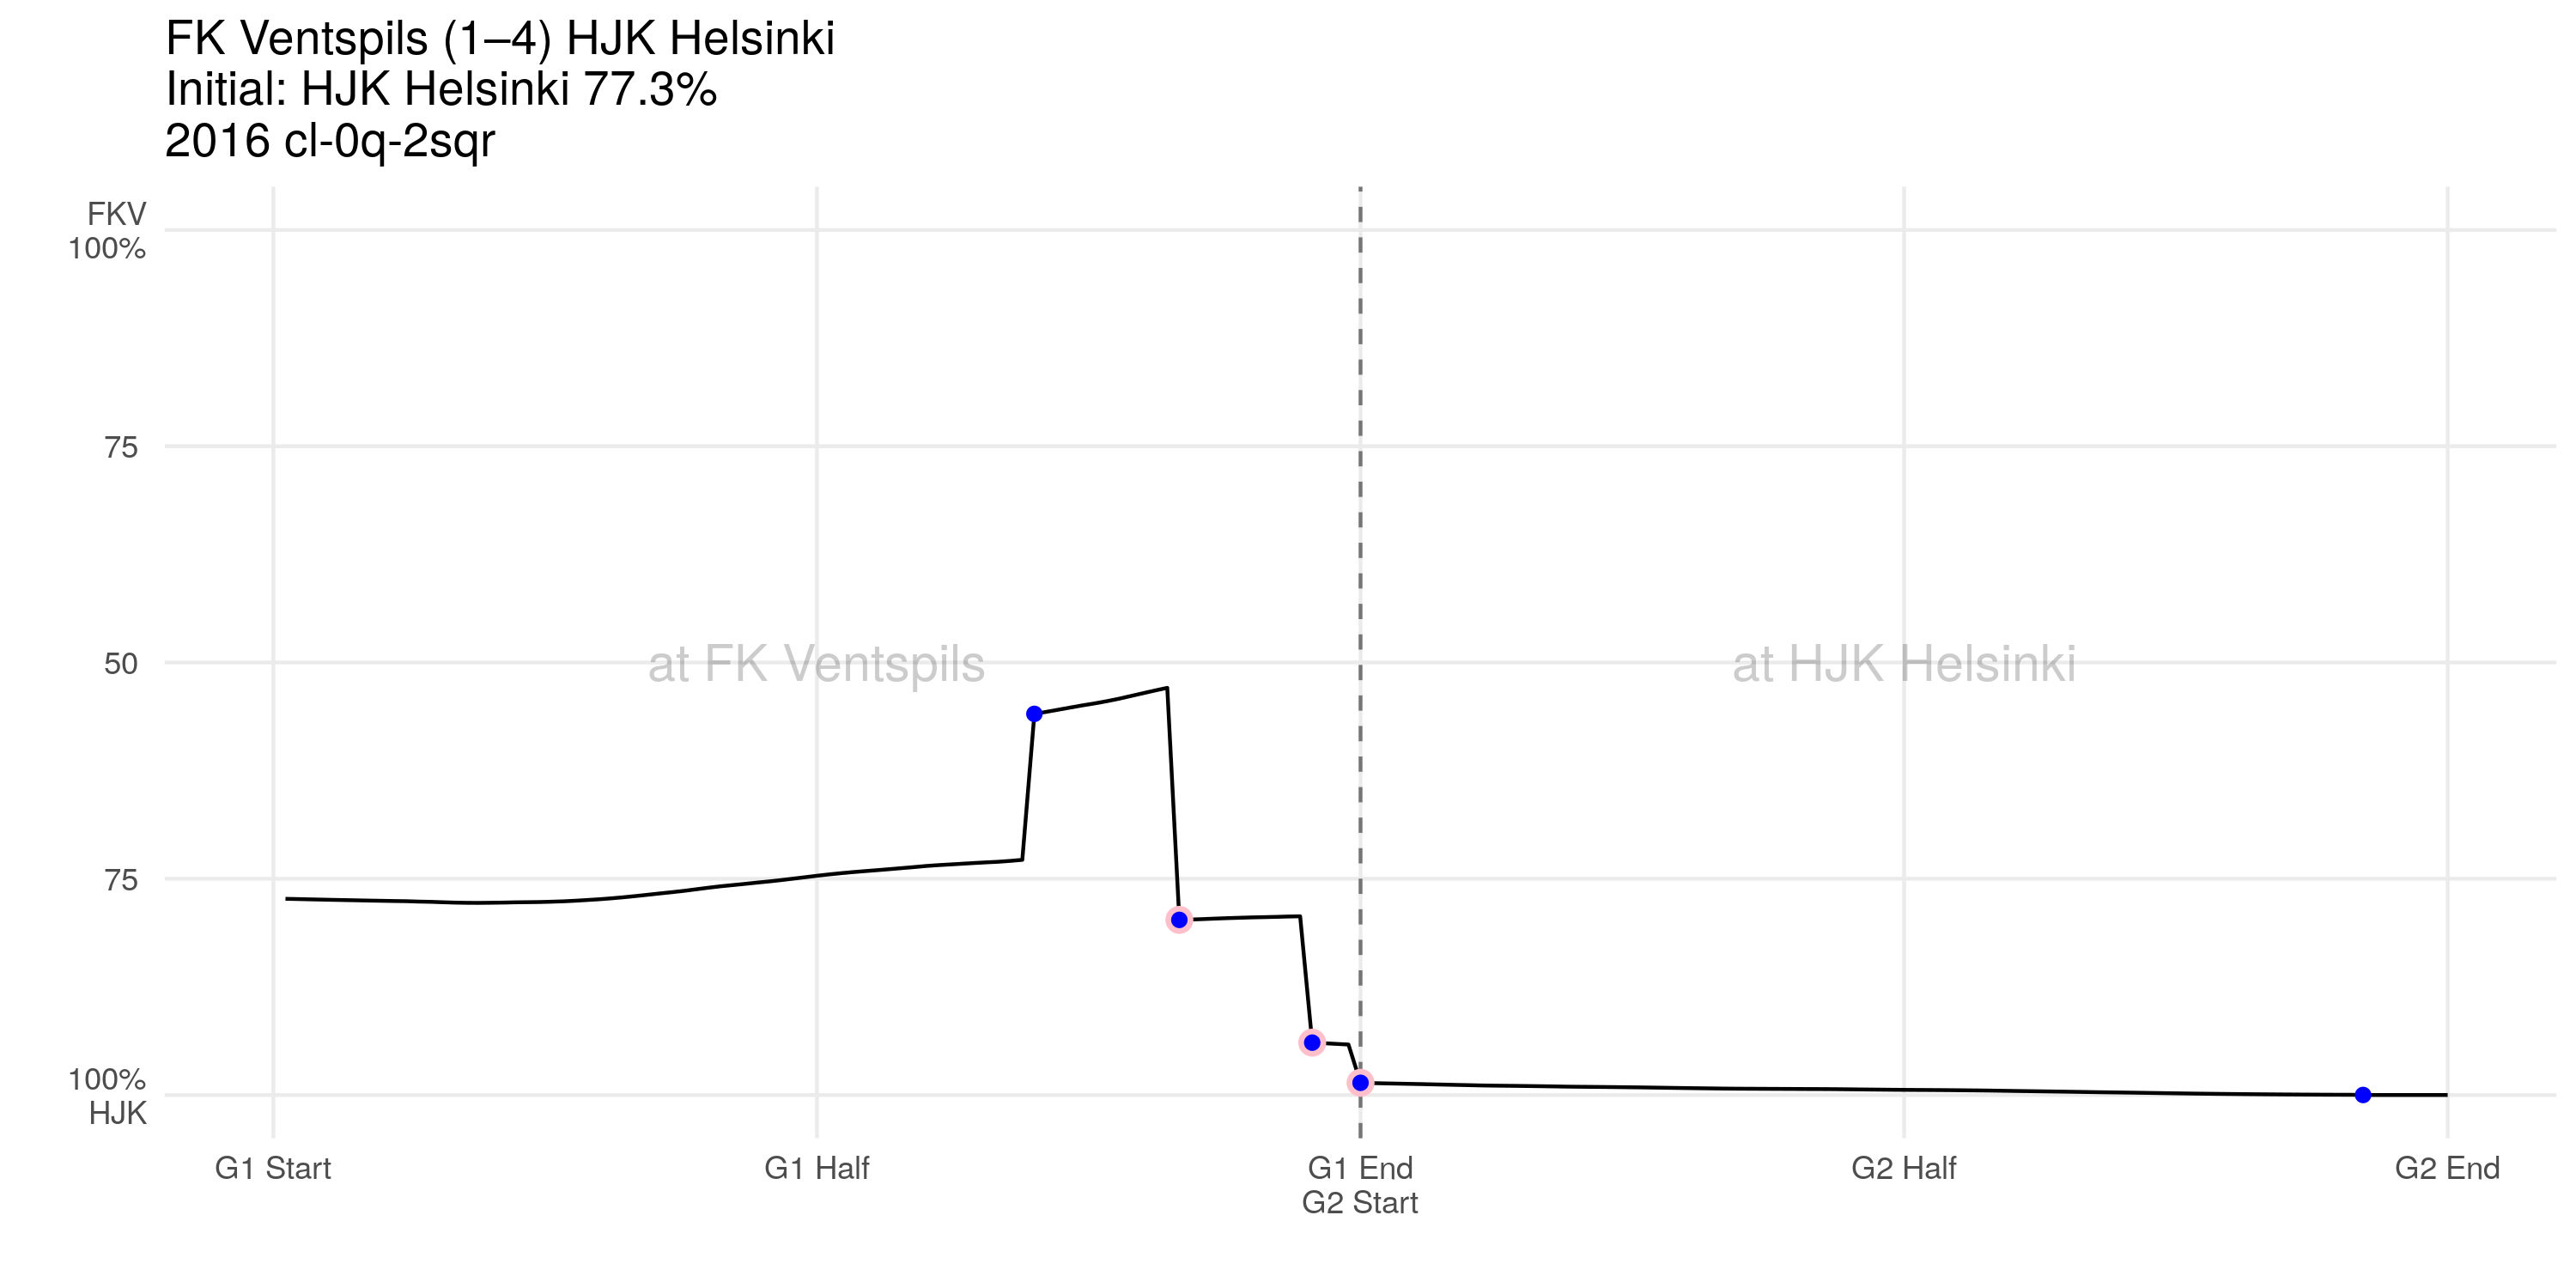 FK Ventspils (1–4) HJK Helsinki
Initial: HJK Helsinki 77.3%
2016 cl-0q-2sqr
FKV
100%
75
50
75
100%
HJK
at FK Ventspils
at HJK Helsinki
G1 Start
G1 Half
G1 End
G2 Start
G2 Half
G2 End